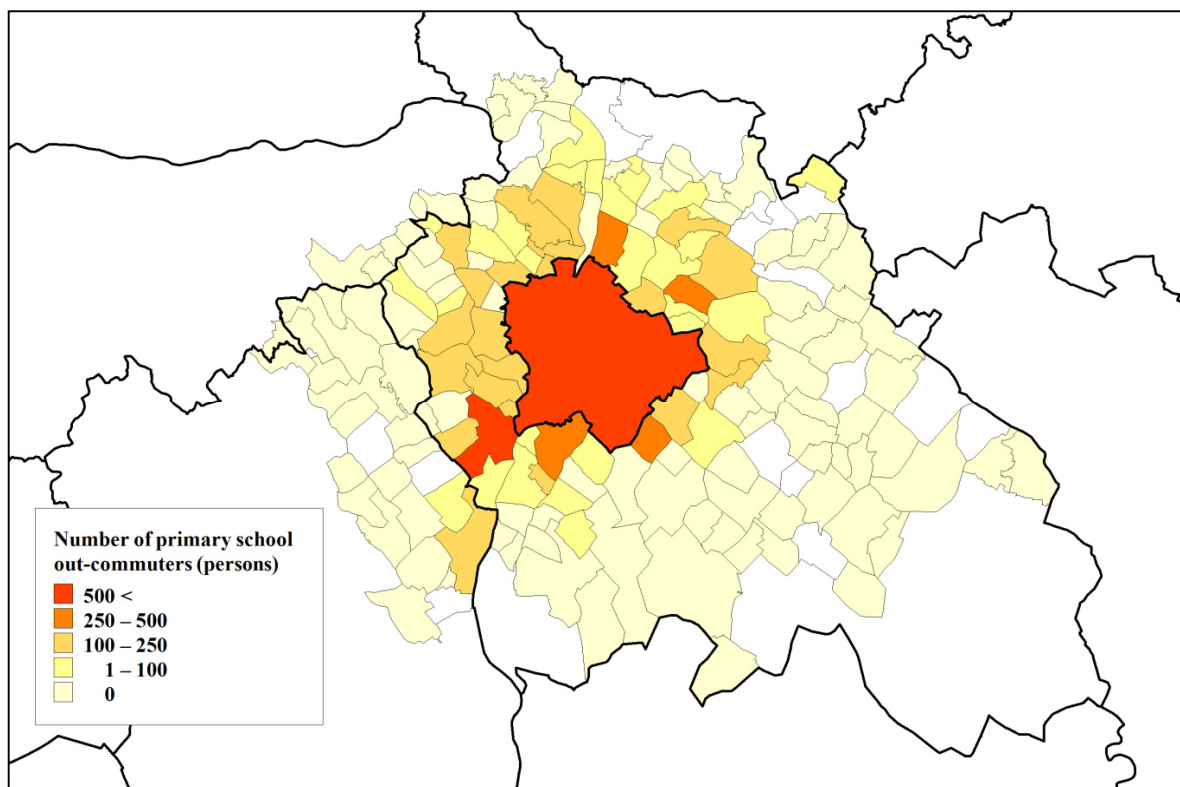 Number of primary school
out-commuters (persons)
500 <
250 – 500
100 – 250
1 – 100
0